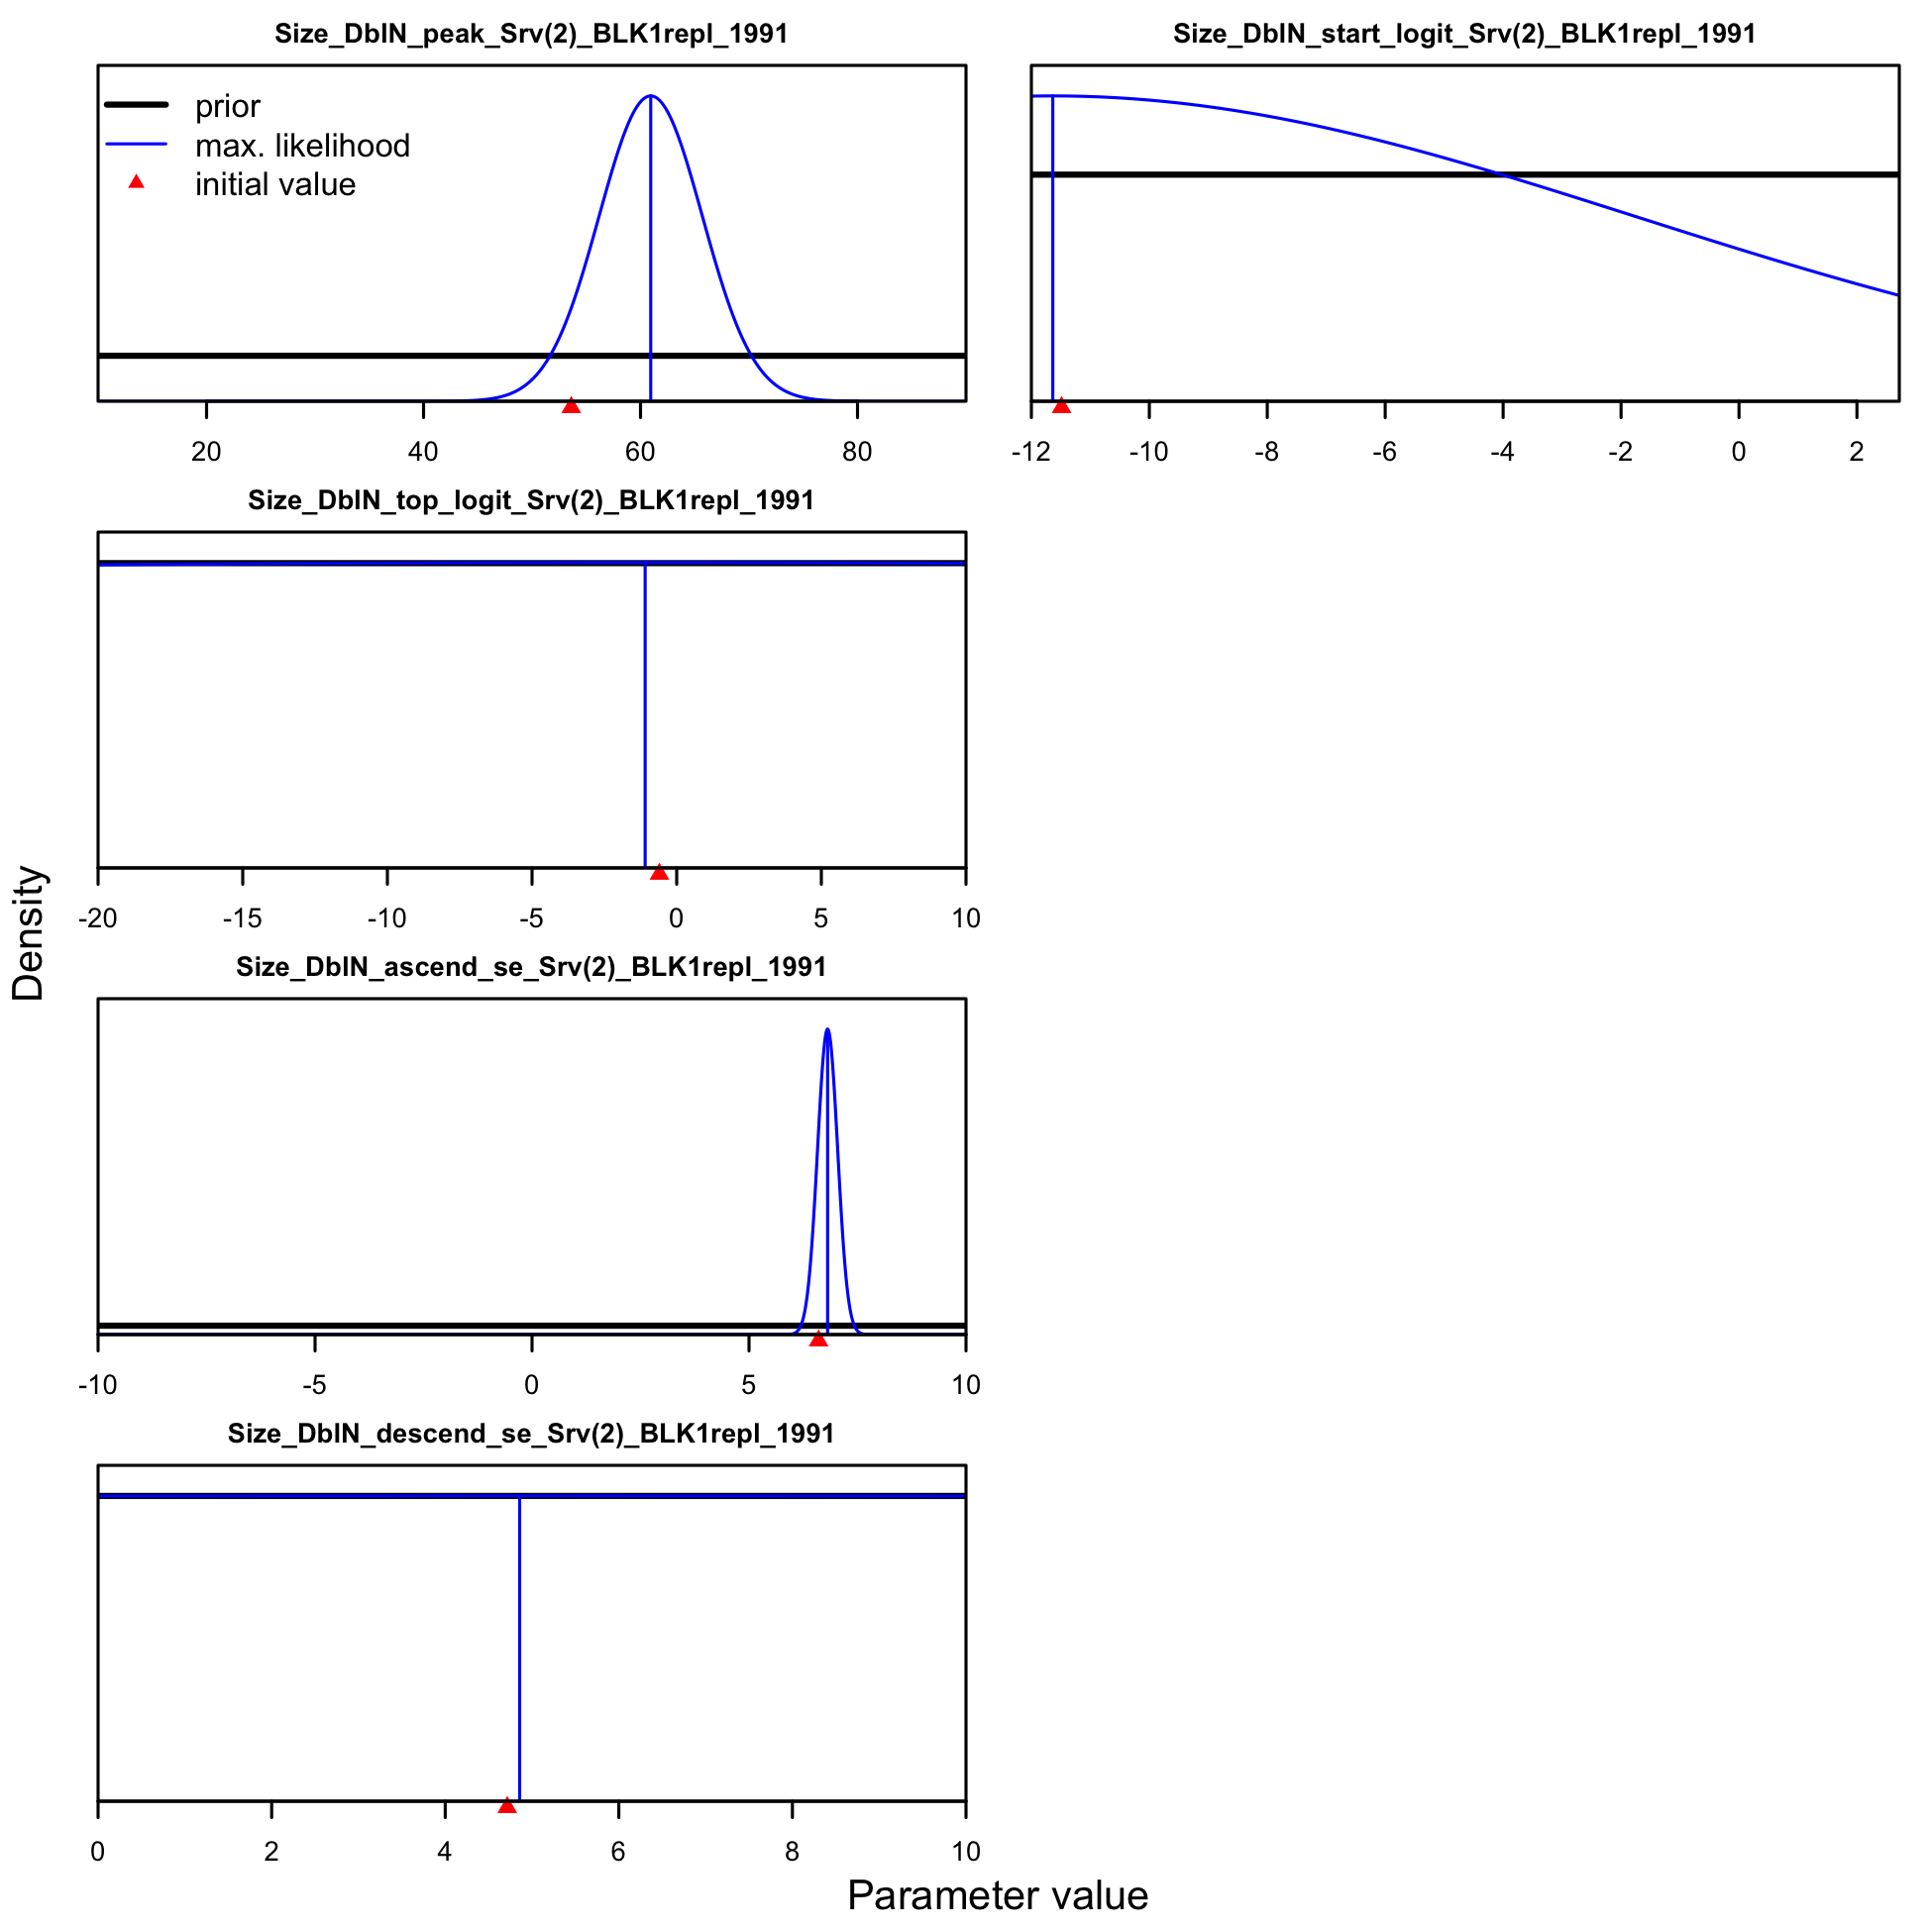 Size_DblN_peak_Srv(2)_BLK1repl_1991
prior
max. likelihood
initial value
20 40 60 80
Size_DblN_start_logit_Srv(2)_BLK1repl_1991
-12 -10 -8 -6 -4 -2 0 2
Size_DblN_top_logit_Srv(2)_BLK1repl_1991
-20 -15 -10 -5 0 5 10
Size_DblN_ascend_se_Srv(2)_BLK1repl_1991
-10 -5 0 5 10
Size_DblN_descend_se_Srv(2)_BLK1repl_1991
0 2 4 6 8 10
Density
Parameter value